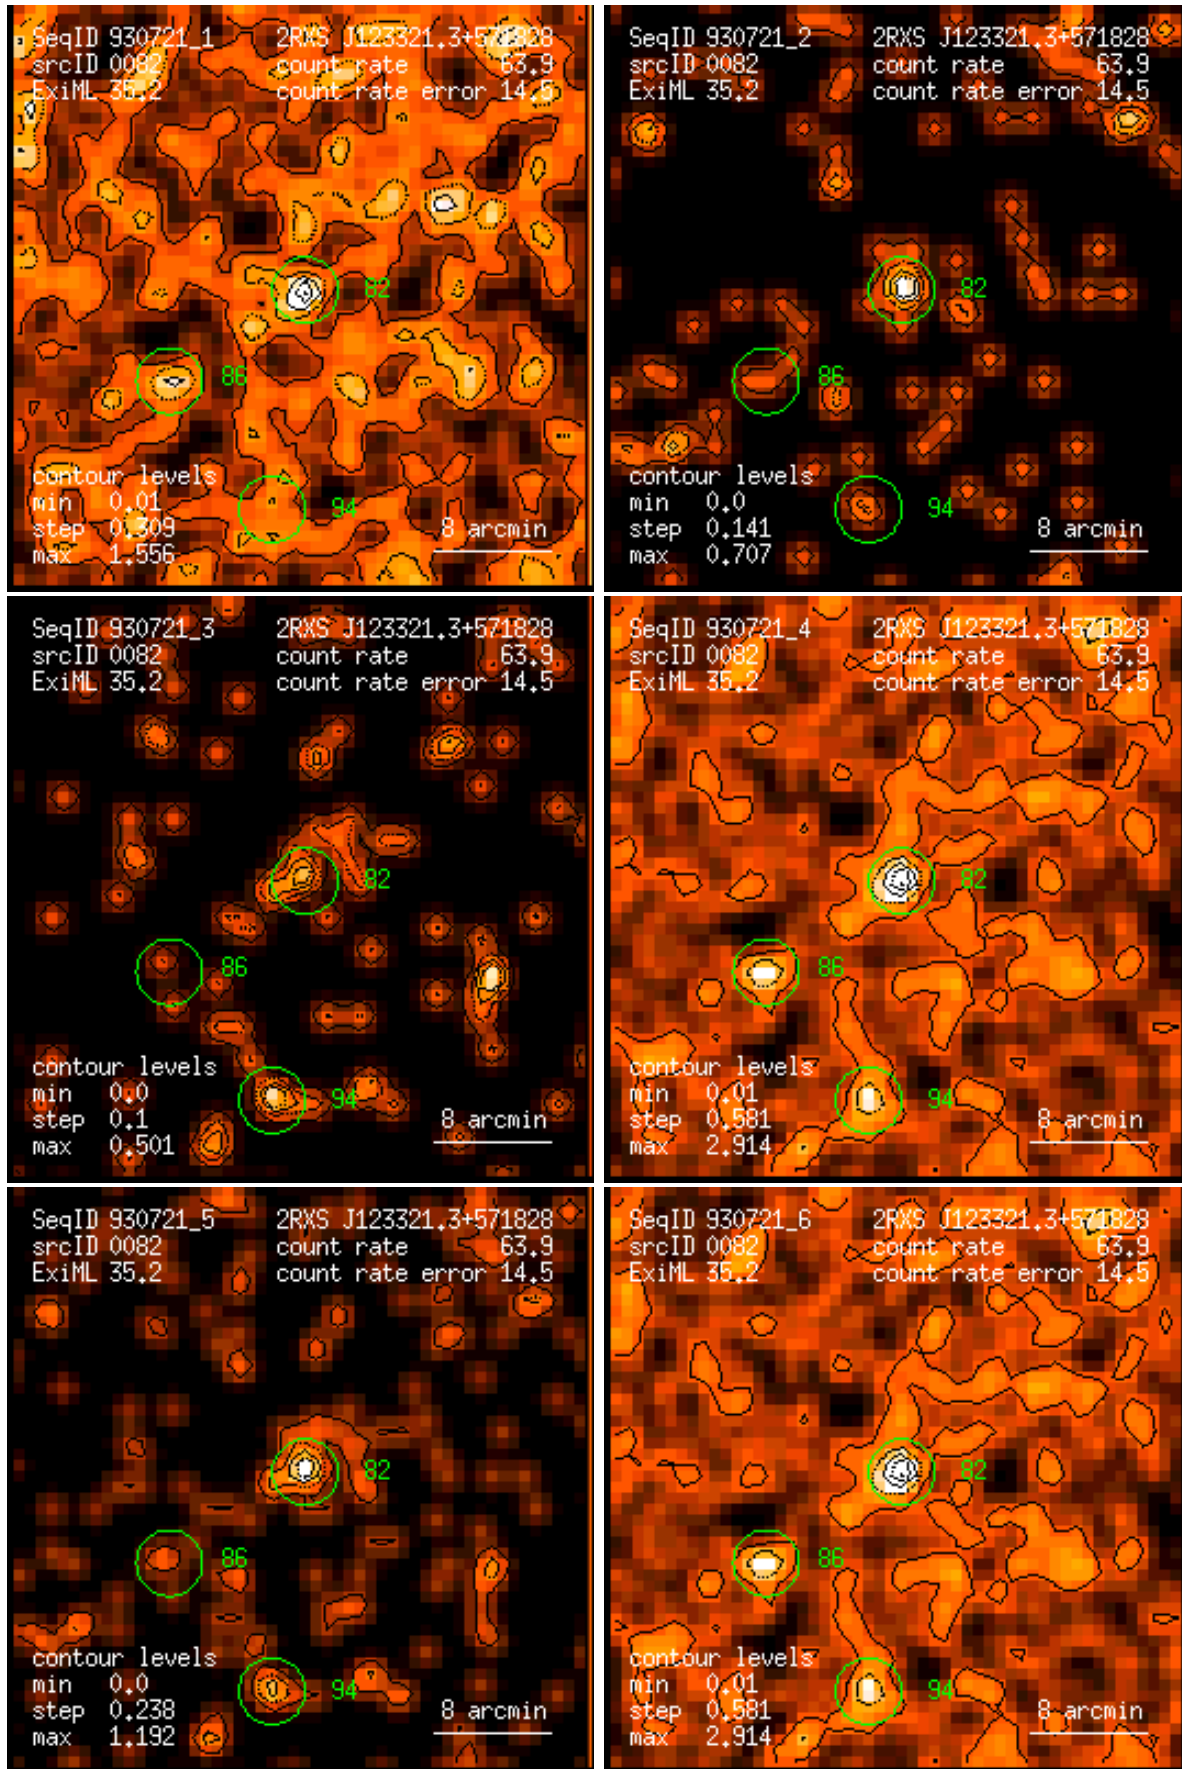 SeqID 930721_1 2RXS J123321.3+571828
srcID 0082 count rate 63.9
ExiML 35.2 count rate error 14.5
82
86
contour levels
min 0.01
94
step 0.309 8 arcmin
max 1.556
SeqID 930721_2 2RXS J123321.3+571828
srcID 0082 count rate 63.9
ExiML 35.2 count rate error 14.5
82
86
contour levels
min 0.0
94
step 0.141 8 arcmin
max 0.707
SeqID 930721_3 2RXS J123321.3+571828
srcID 0082 count rate 63.9
ExiML 35.2 count rate error 14.5
82
86
contour levels
min 0.0 94
step 0.1 8 arcmin
max 0.501
SeqID 930721_4 2RXS J123321.3+571828
srcID 0082 count rate 63.9
ExiML 35.2 count rate error 14.5
82
86
contour levels
min 0.01 94
step 0.581 8 arcmin
max 2.914
SeqID 930721_5 2RXS J123321.3+571828
srcID 0082 count rate 63.9
ExiML 35.2 count rate error 14.5
82
86
contour levels
min 0.0 94
step 0.238 8 arcmin
max 1.192
SeqID 930721_6 2RXS J123321.3+571828
srcID 0082 count rate 63.9
ExiML 35.2 count rate error 14.5
82
86
contour levels
min 0.01 94
step 0.581 8 arcmin
max 2.914